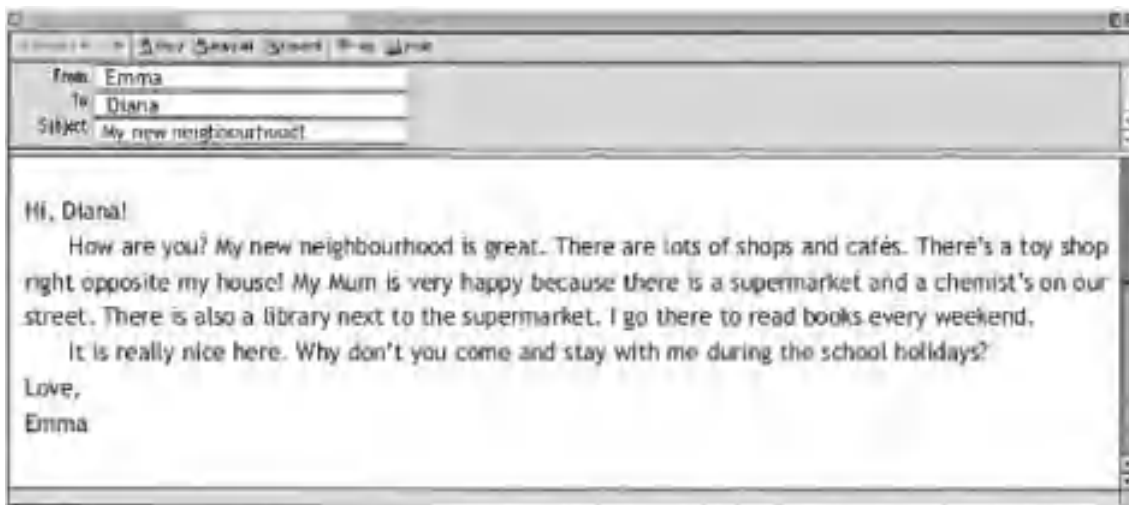 From: Emma
To: Diana
Subject: My new neighbourhood!
Hi, Diana!
How are you? My new neighbourhood is great. There are lots of shops and cafés. There's a toy shop
right opposite my house! My Mum is very happy because there is a supermarket and a chemist's on our
street. There is also a library next to the supermarket. I go there to read books every weekend.
It is really nice here. Why don't you come and stay with me during the school holidays?
Love,
Emma